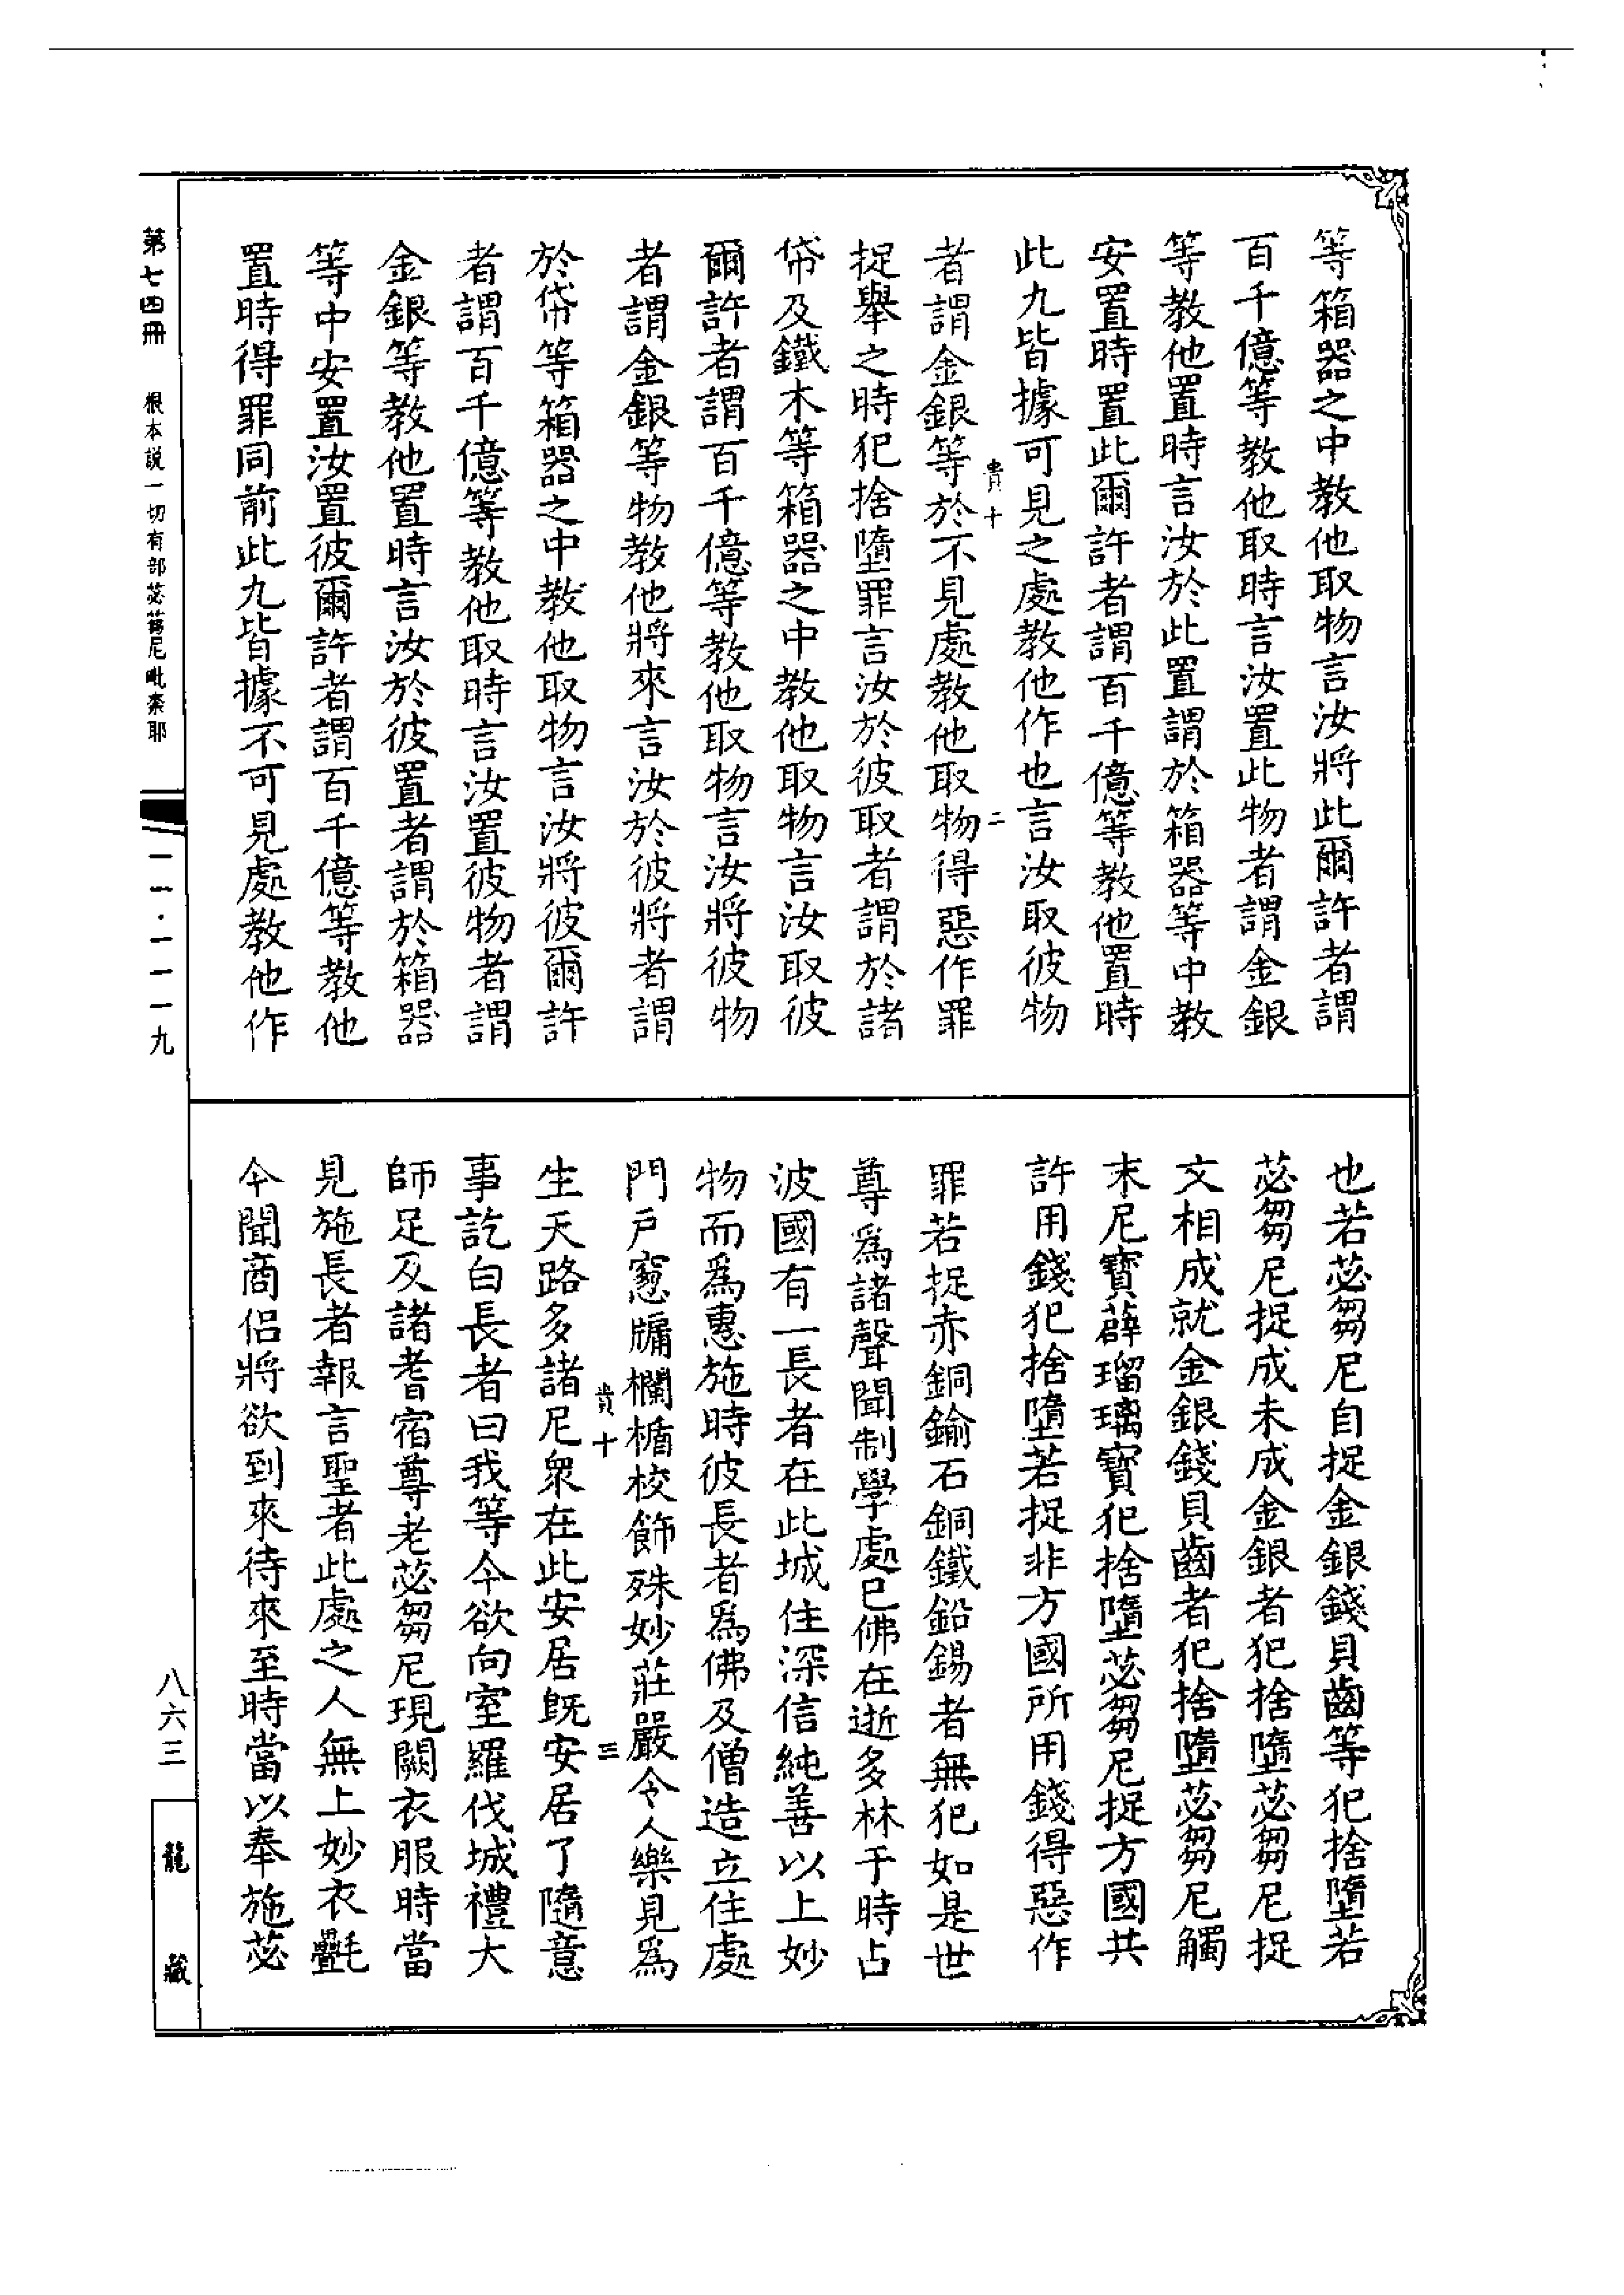 等箱器之中教他取物言汝將此爾許者謂
百千億等教他取時言汝置此物者謂金銀
等教他置時言汝於此置謂於箱器等中教
安置時置此爾許者謂百千億等教他置時
此九皆據可見之處教他作也言汝取彼物
貴十
二
者謂金銀等於不見處教他取物得惡作罪
捉舉之時犯捨墮罪言汝於彼取者謂於諸
帒及鐵木等箱器之中教他取物言汝取彼
爾許者謂百千億等教他取物言汝將彼物
者謂金銀等物教他將來言汝於彼將者謂
於帒等箱器之中教他取物言汝將彼爾許
者謂百千億等教他取時言汝置彼物者謂
金銀等教他置時言汝於彼置者謂於箱器
等中安置汝置彼爾許者謂百千億等教他
置時得罪同前此九皆據不可見處教他作
也若苾芻尼自捉金銀錢貝齒等犯捨墮若
苾芻尼捉成未成金銀者犯捨墮苾芻尼捉
文相成就金銀錢貝齒者犯捨墮苾芻尼觸
末尼寶薜瑠璃寶犯捨墮苾芻尼捉方國共
許用錢犯捨墮若捉非方國所用錢得惡作
罪若捉赤銅鍮石銅鐵鉛錫者無犯如是世
尊為諸聲聞制學處已佛在逝多林于時占
波國有一長者在此城住深信純善以上妙
物而為惠施時彼長者為佛及僧造立住處
門戶窻牖欄楯校飾殊妙莊嚴令人樂見為
貴十
三
生天路多諸尼眾在此安居既安居了隨意
事訖白長者曰我等今欲向室羅伐城禮大
師足及諸耆宿尊老苾芻尼現闕衣服時當
見施長者報言聖者此處之人無上妙衣氎
今聞商侶將欲到來待來至時當以奉施苾
第七四冊　根本說一切有部苾芻尼毗奈耶
一一·一一一九
八六三
龍藏